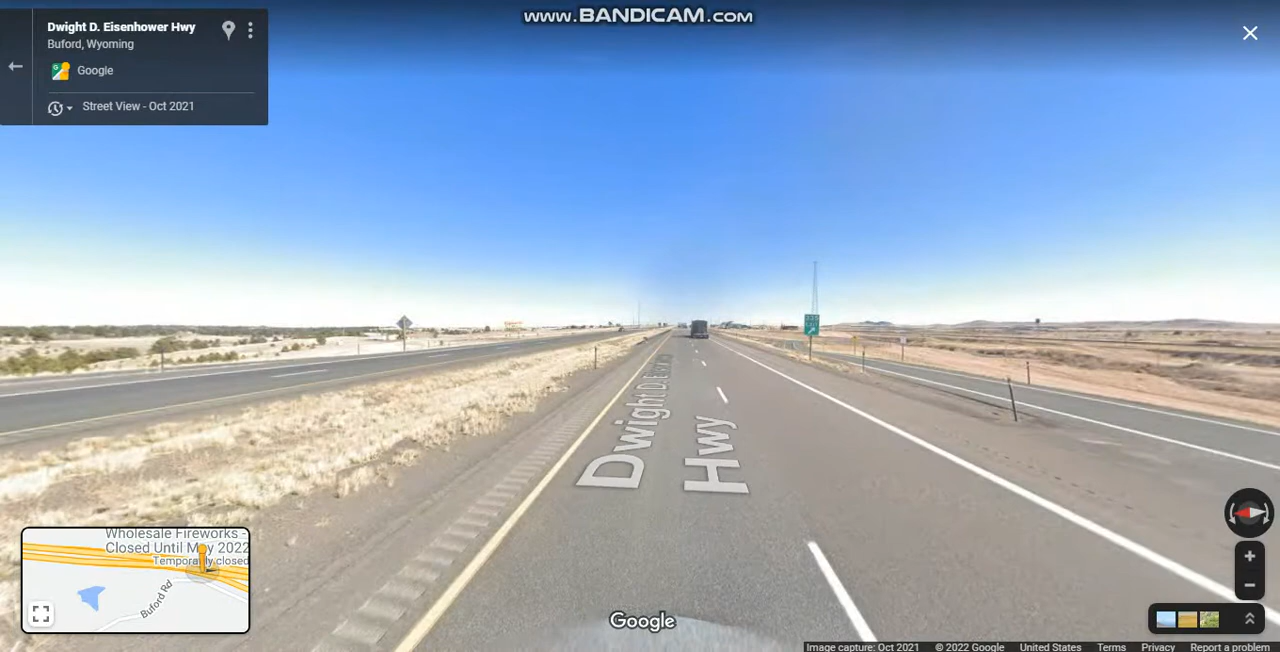 www.BANDICAM.com
Dwight D. Eisenhower Hwy
Buford, Wyoming
Google
Street View - Oct 2021
Dwight D. E
Hwy
Wholesale Fireworks -
Closed Until May 2022
Temporarily closed
Buford Rd
Google
Image capture: Oct 2021 © 2022 Google United States Terms Privacy Report a problem